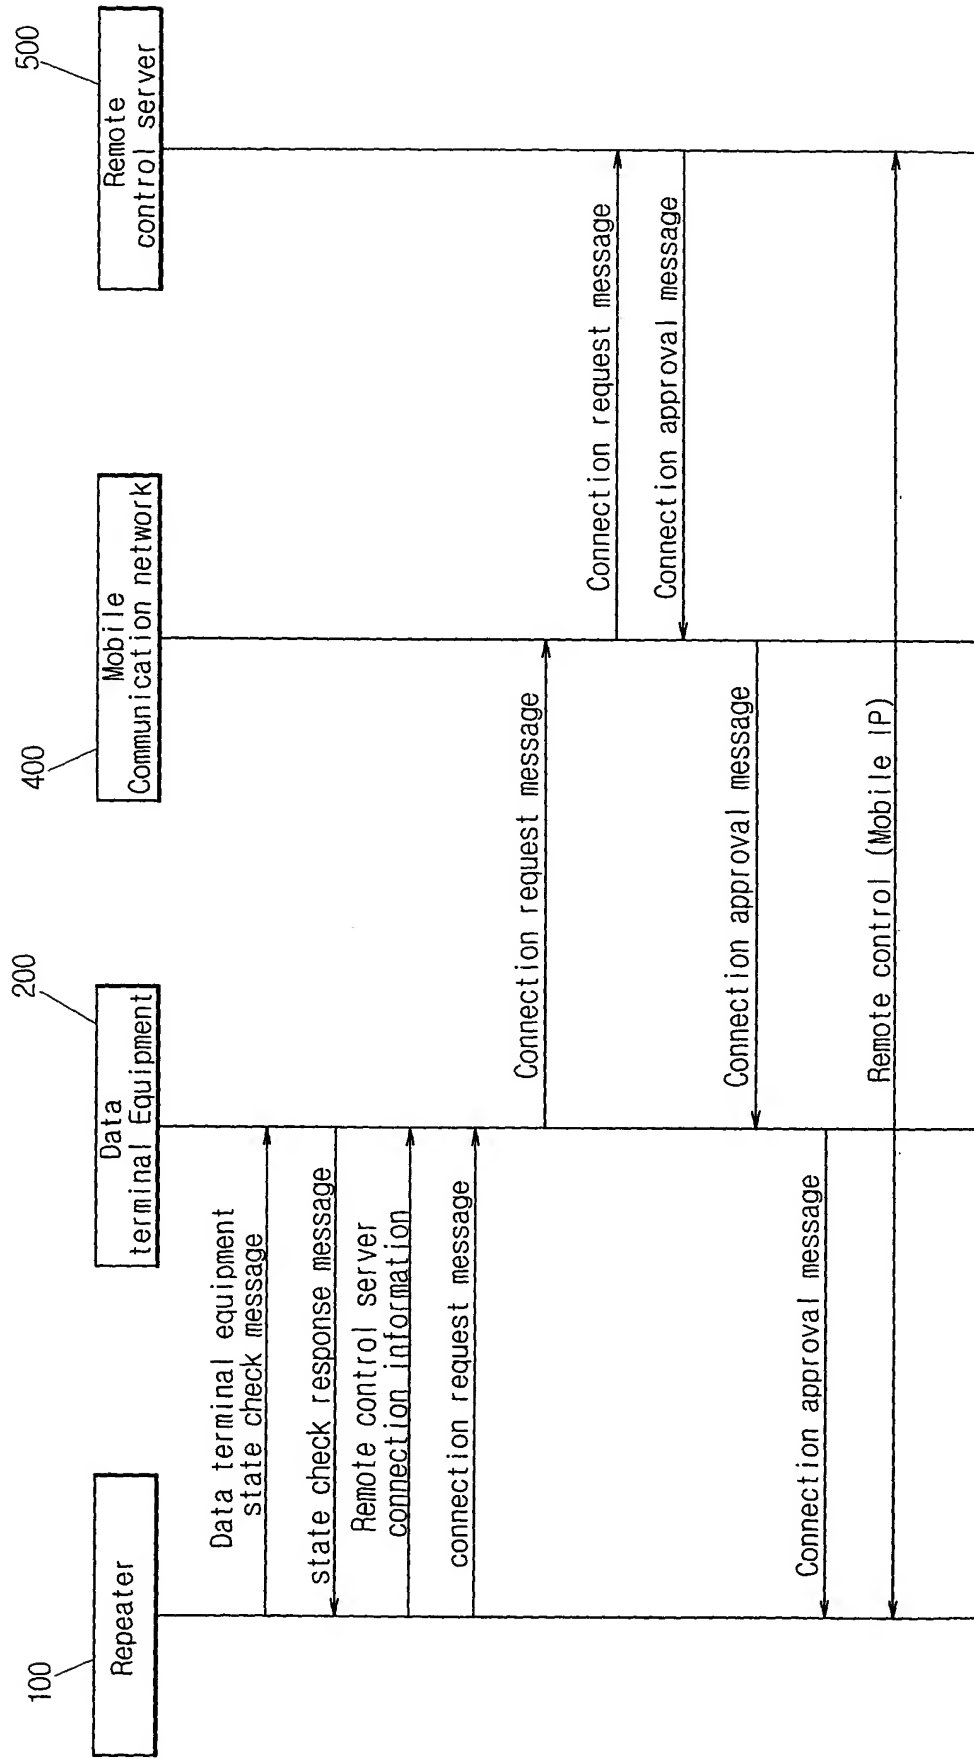 100
Repeater
200
Data
terminal Equipment
400
Mobile
Communication network
500
Remote
control server
Data terminal equipment
state check message
state check response message
Remote control server
connection information
connection request message
Connection request message
Connection request message
Connection approval message
Connection approval message
Connection approval message
Remote control (Mobile IP)